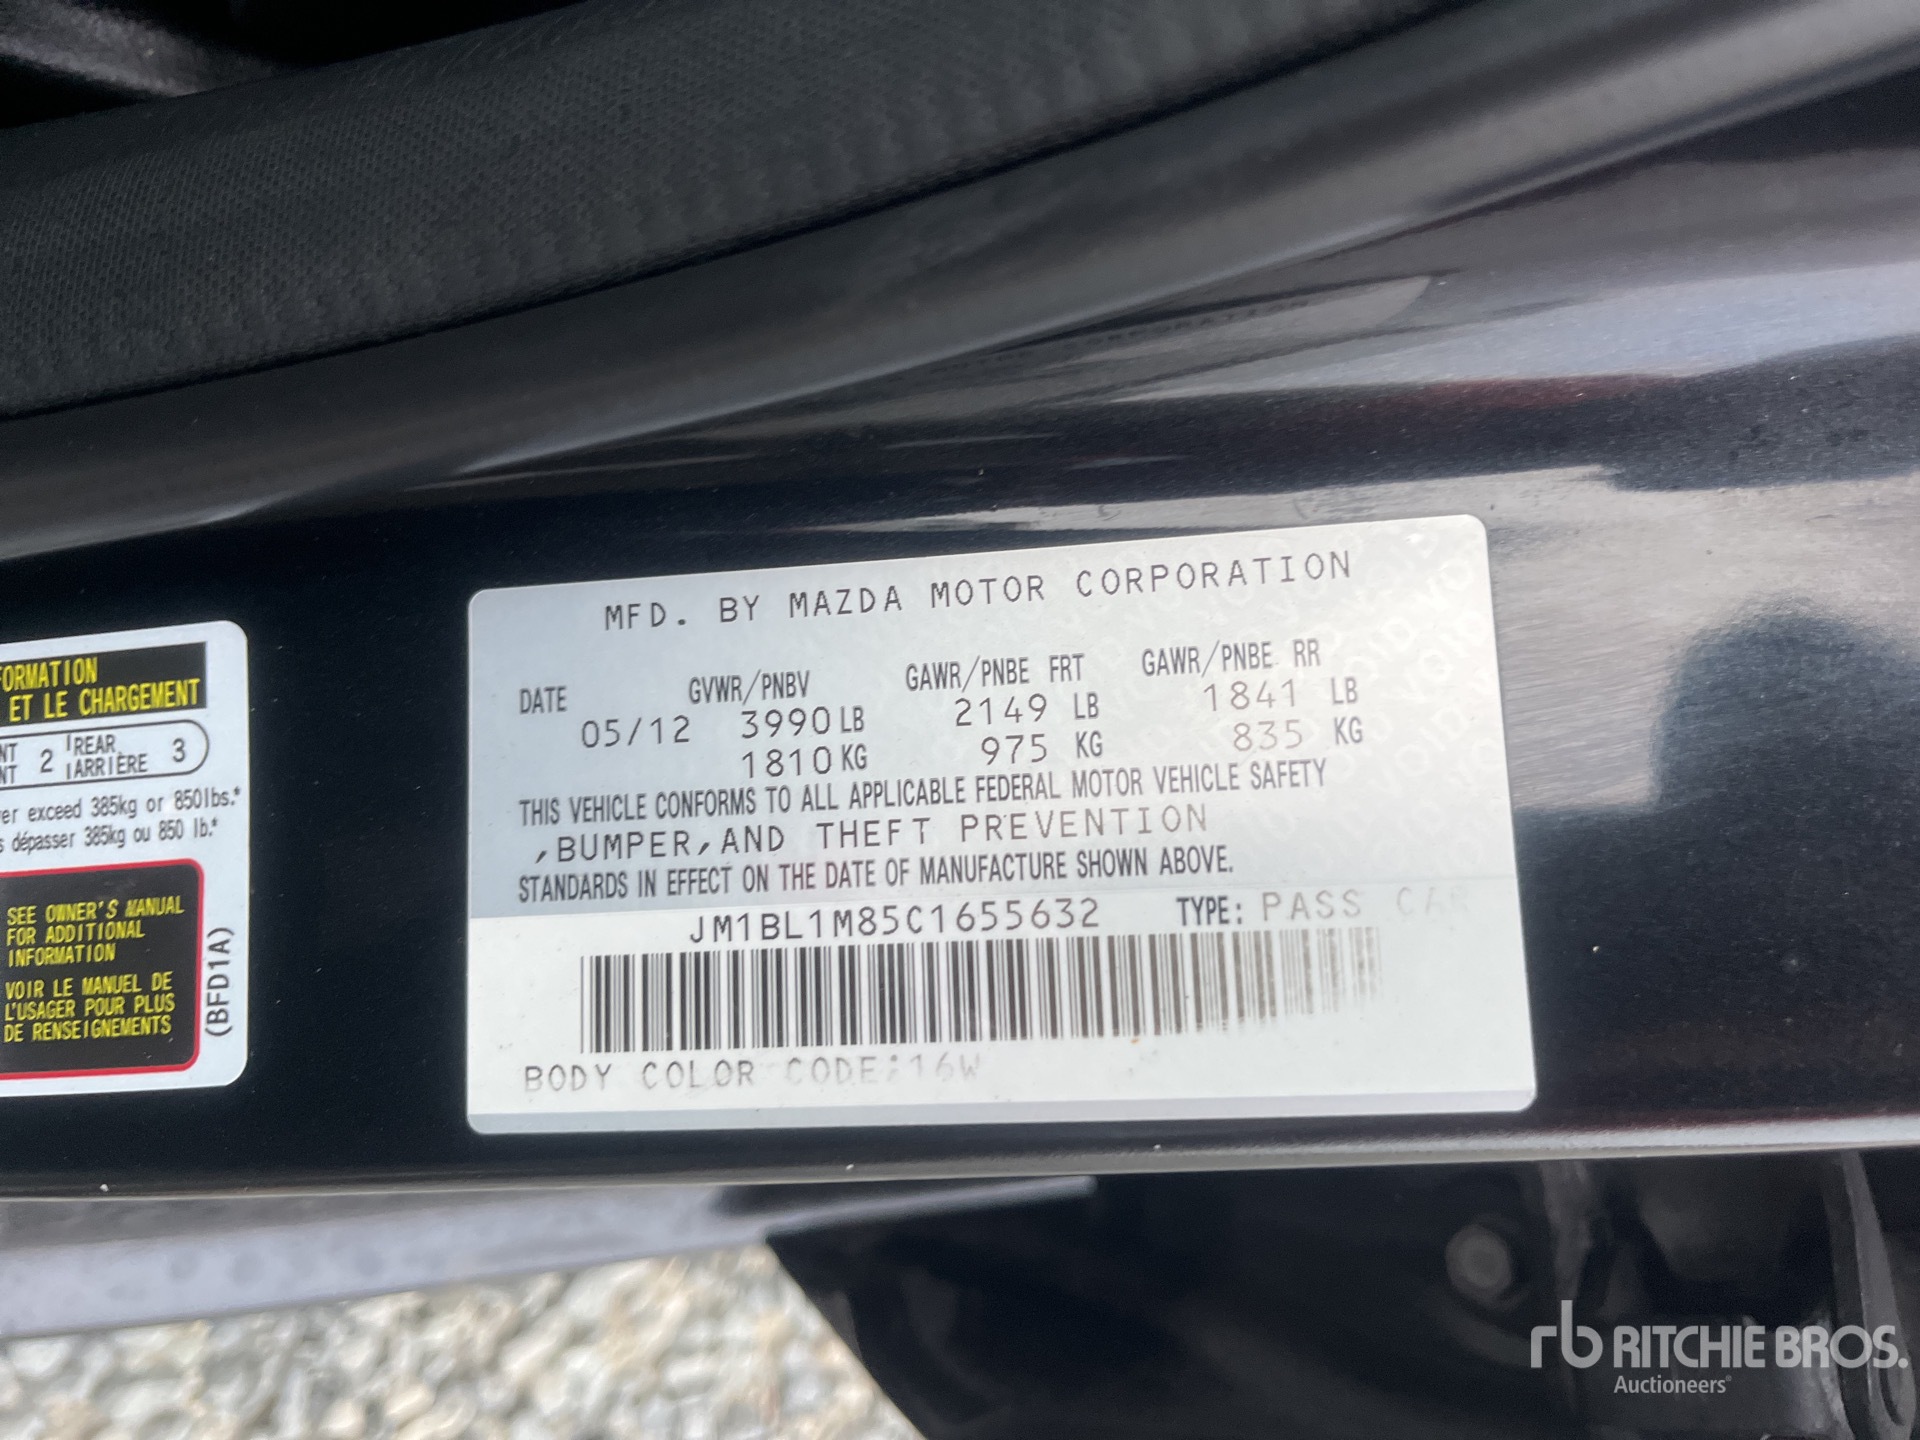 FORMATION
ET LE CHARGEMENT
2 REAR 3
ARRIÈRE
exceed 385kg or 850lbs.*
dépasser 385kg ou 850 lb.*
SEE OWNER'S MANUAL
FOR ADDITIONAL
INFORMATION
VOIR LE MANUEL DE
L'USAGER POUR PLUS
DE RENSEIGNEMENTS
(BFD1A)
MFD. BY MAZDA MOTOR CORPORATION
DATE GVWR/PNBV GAWR/PNBE FRT GAWR/PNBE RR
05/12 3990 LB 2149 LB 1841 LB
1810 KG 975 KG 835 KG
THIS VEHICLE CONFORMS TO ALL APPLICABLE FEDERAL MOTOR VEHICLE SAFETY
,BUMPER,AND THEFT PREVENTION
STANDARDS IN EFFECT ON THE DATE OF MANUFACTURE SHOWN ABOVE.
JM1BL1M85C1655632 TYPE: PASS CAR
BODY COLOR CODE:16W
rb RITCHIE BROS.
Auctioneers